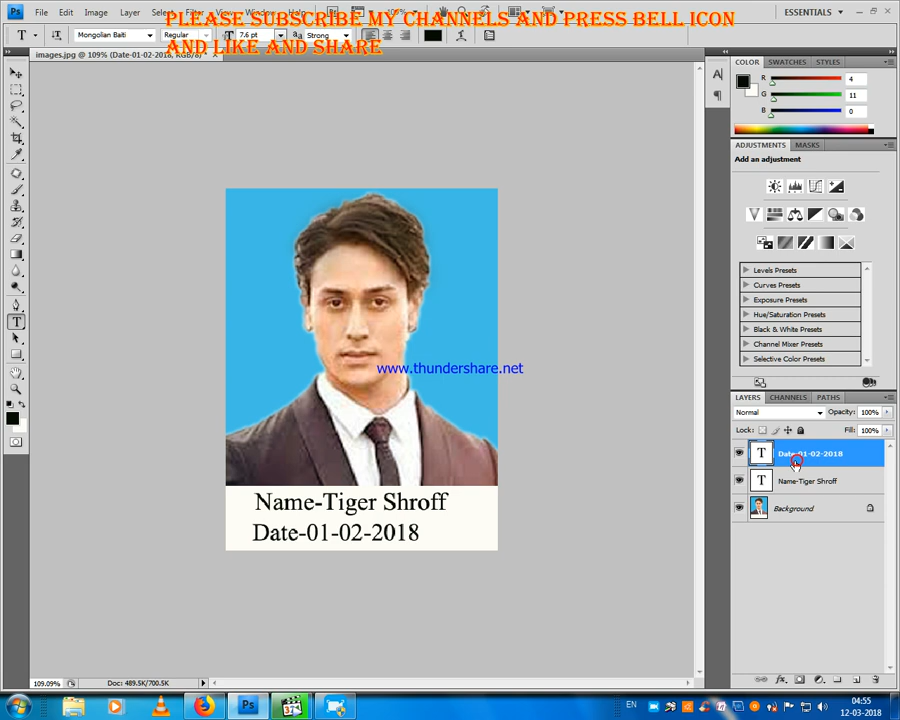 PLEASE SUBSCRIBE MY CHANNELS AND PRESS BELL ICON
AND LIKE AND SHARE
Ps File Edit Image Layer
ESSENTIALS
T Mongolian Baiti Regular 7.6 pt Strong
images.jpg @ 109% (Date-01-02-2018, RGB/8)
COLOR SWATCHES STYLES
R 4
G 11
B 0
ADJUSTMENTS MASKS
Add an adjustment
Levels Presets
Curves Presets
Exposure Presets
Hue/Saturation Presets
Black & White Presets
Channel Mixer Presets
Selective Color Presets
www.thundershare.net
Name-Tiger Shroff
Date-01-02-2018
LAYERS CHANNELS PATHS
Normal Opacity: 100%
Lock: Fill: 100%
T Date-01-02-2018
T Name-Tiger Shroff
Background
109.09% Doc: 489.5K/700.5K
Ps EN 04:55
12-03-2018